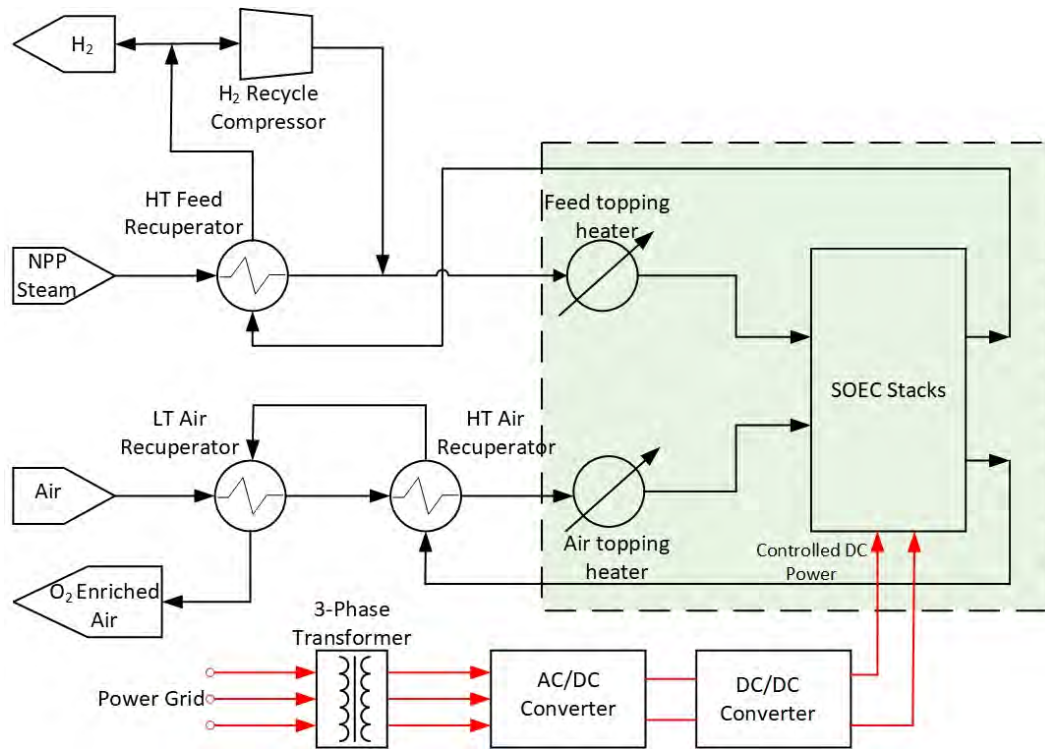 H₂
H₂ Recycle
Compressor
HT Feed
Recuperator
Feed topping
heater
NPP
Steam
SOEC Stacks
LT Air
Recuperator
HT Air
Recuperator
Air
Air topping
heater
Controlled DC
Power
O₂ Enriched
Air
3-Phase
Transformer
Power Grid
AC/DC
Converter
DC/DC
Converter